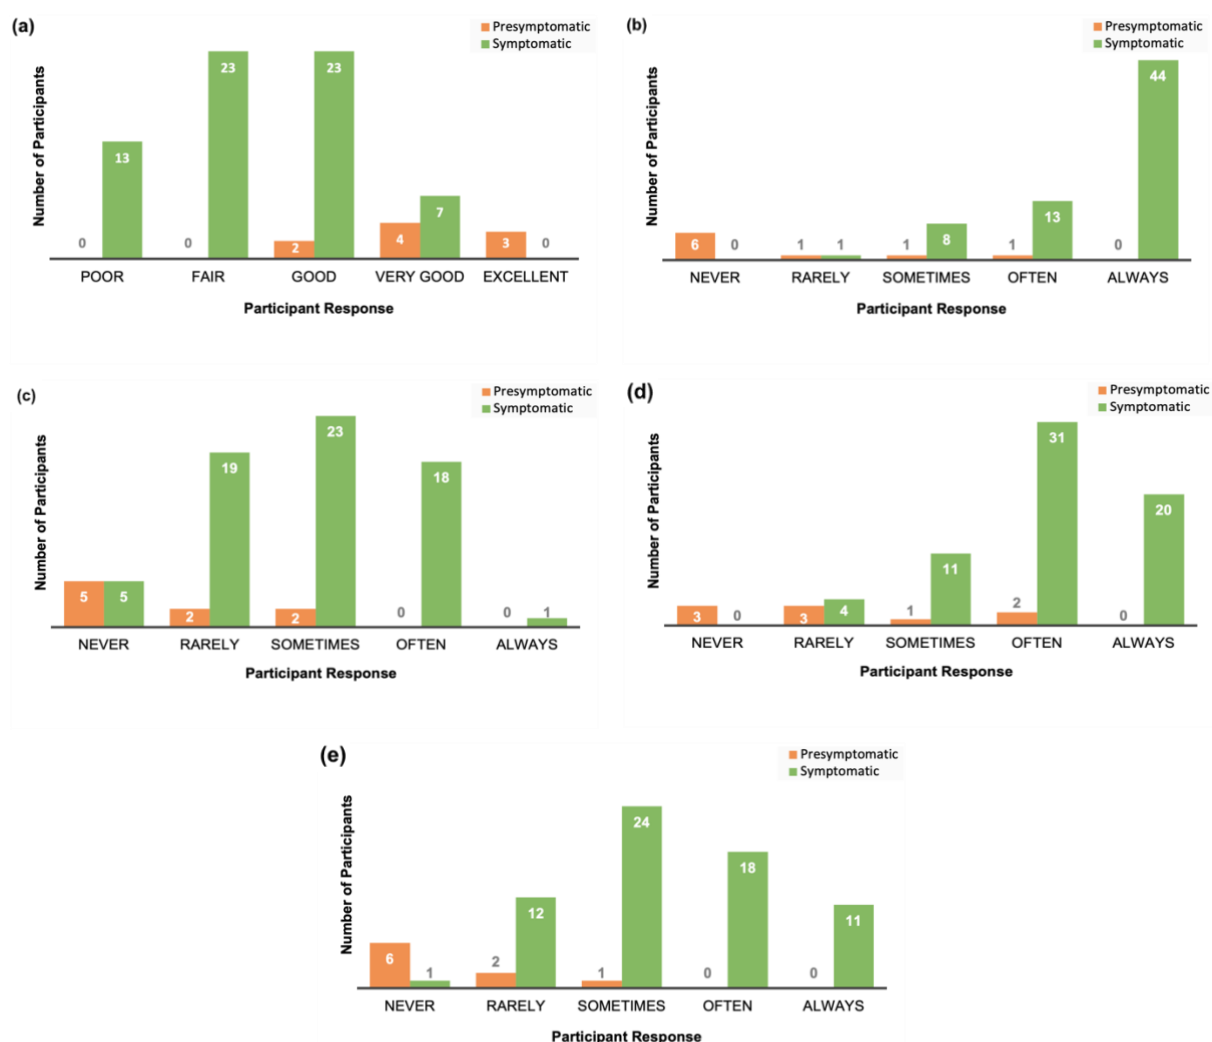 (a)
Presymptomatic
Symptomatic
Number of Participants
0 13 0 23 2 23 4 7 3 0
POOR FAIR GOOD VERY GOOD EXCELLENT
Participant Response
(b)
Presymptomatic
Symptomatic
Number of Participants
6 0 1 1 1 8 1 13 0 44
NEVER RARELY SOMETIMES OFTEN ALWAYS
Participant Response
(c)
Presymptomatic
Symptomatic
Number of Participants
5 5 2 19 2 23 0 18 0 1
NEVER RARELY SOMETIMES OFTEN ALWAYS
Participant Response
(d)
Presymptomatic
Symptomatic
Number of Participants
3 0 3 4 1 11 2 31 0 20
NEVER RARELY SOMETIMES OFTEN ALWAYS
Participant Response
(e)
Presymptomatic
Symptomatic
Number of Participants
6 1 2 12 1 24 0 18 0 11
NEVER RARELY SOMETIMES OFTEN ALWAYS
Participant Response